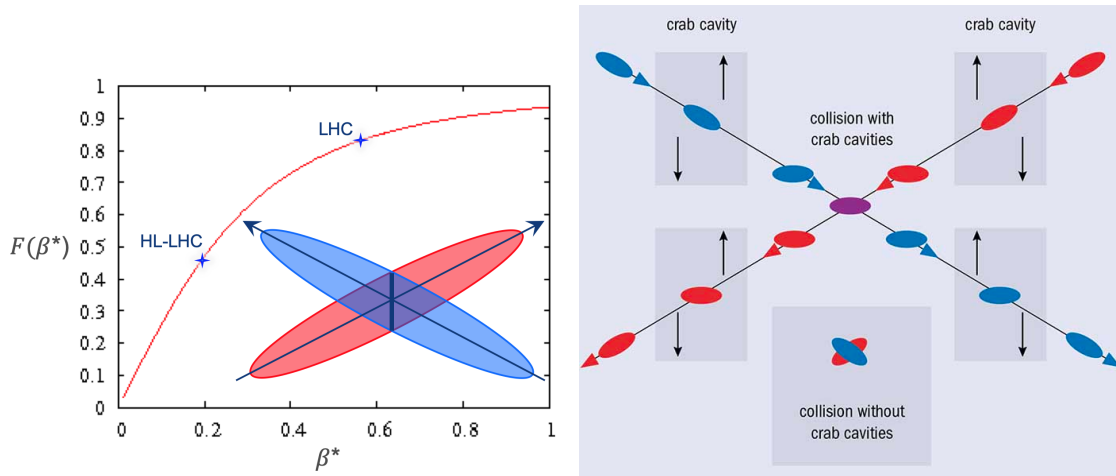 F(β*)
1
0.9
0.8
0.7
0.6
0.5
0.4
0.3
0.2
0.1
0
LHC
HL-LHC
0
0.2
0.4
0.6
0.8
1
β*
crab cavity
crab cavity
collision with
crab cavities
collision without
crab cavities